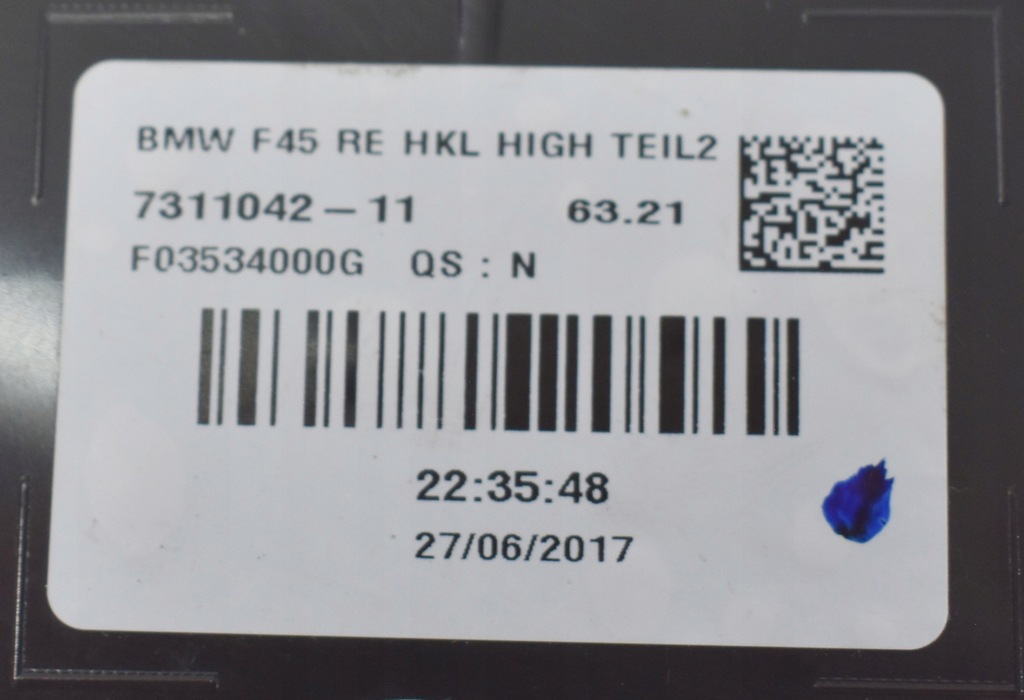 BMW F45 RE HKL HIGH TEIL2
7311042-11 63.21
F03534000G QS : N
22:35:48
27/06/2017